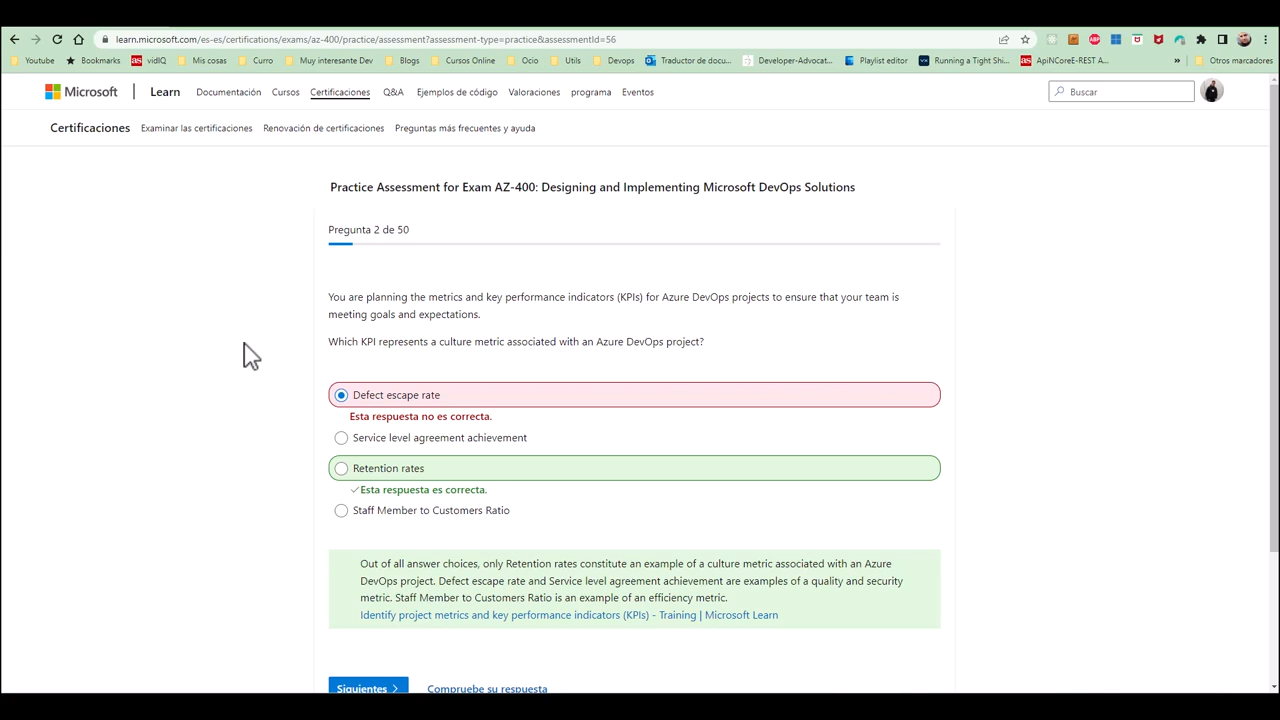 learn.microsoft.com/es-es/certifications/exams/az-400/practice/assessment?assessment-type=practice&assessmentId=56
Youtube Bookmarks vidIQ Mis cosas Curro Muy interesante Dev Blogs Cursos Online Ocio Utils Devops Traductor de docu... Developer-Advocat... Playlist editor Running a Tight Shi... ApiNCoreE-REST A... » Otros marcadores
Microsoft Learn Documentación Cursos Certificaciones Q&A Ejemplos de código Valoraciones programa Eventos Buscar
Certificaciones Examinar las certificaciones Renovación de certificaciones Preguntas más frecuentes y ayuda
Practice Assessment for Exam AZ-400: Designing and Implementing Microsoft DevOps Solutions
Pregunta 2 de 50
You are planning the metrics and key performance indicators (KPIs) for Azure DevOps projects to ensure that your team is
meeting goals and expectations.
Which KPI represents a culture metric associated with an Azure DevOps project?
Defect escape rate
Esta respuesta no es correcta.
Service level agreement achievement
Retention rates
Esta respuesta es correcta.
Staff Member to Customers Ratio
Out of all answer choices, only Retention rates constitute an example of a culture metric associated with an Azure
DevOps project. Defect escape rate and Service level agreement achievement are examples of a quality and security
metric. Staff Member to Customers Ratio is an example of an efficiency metric.
Identify project metrics and key performance indicators (KPIs) - Training | Microsoft Learn
Siguientes Compruebe su respuesta